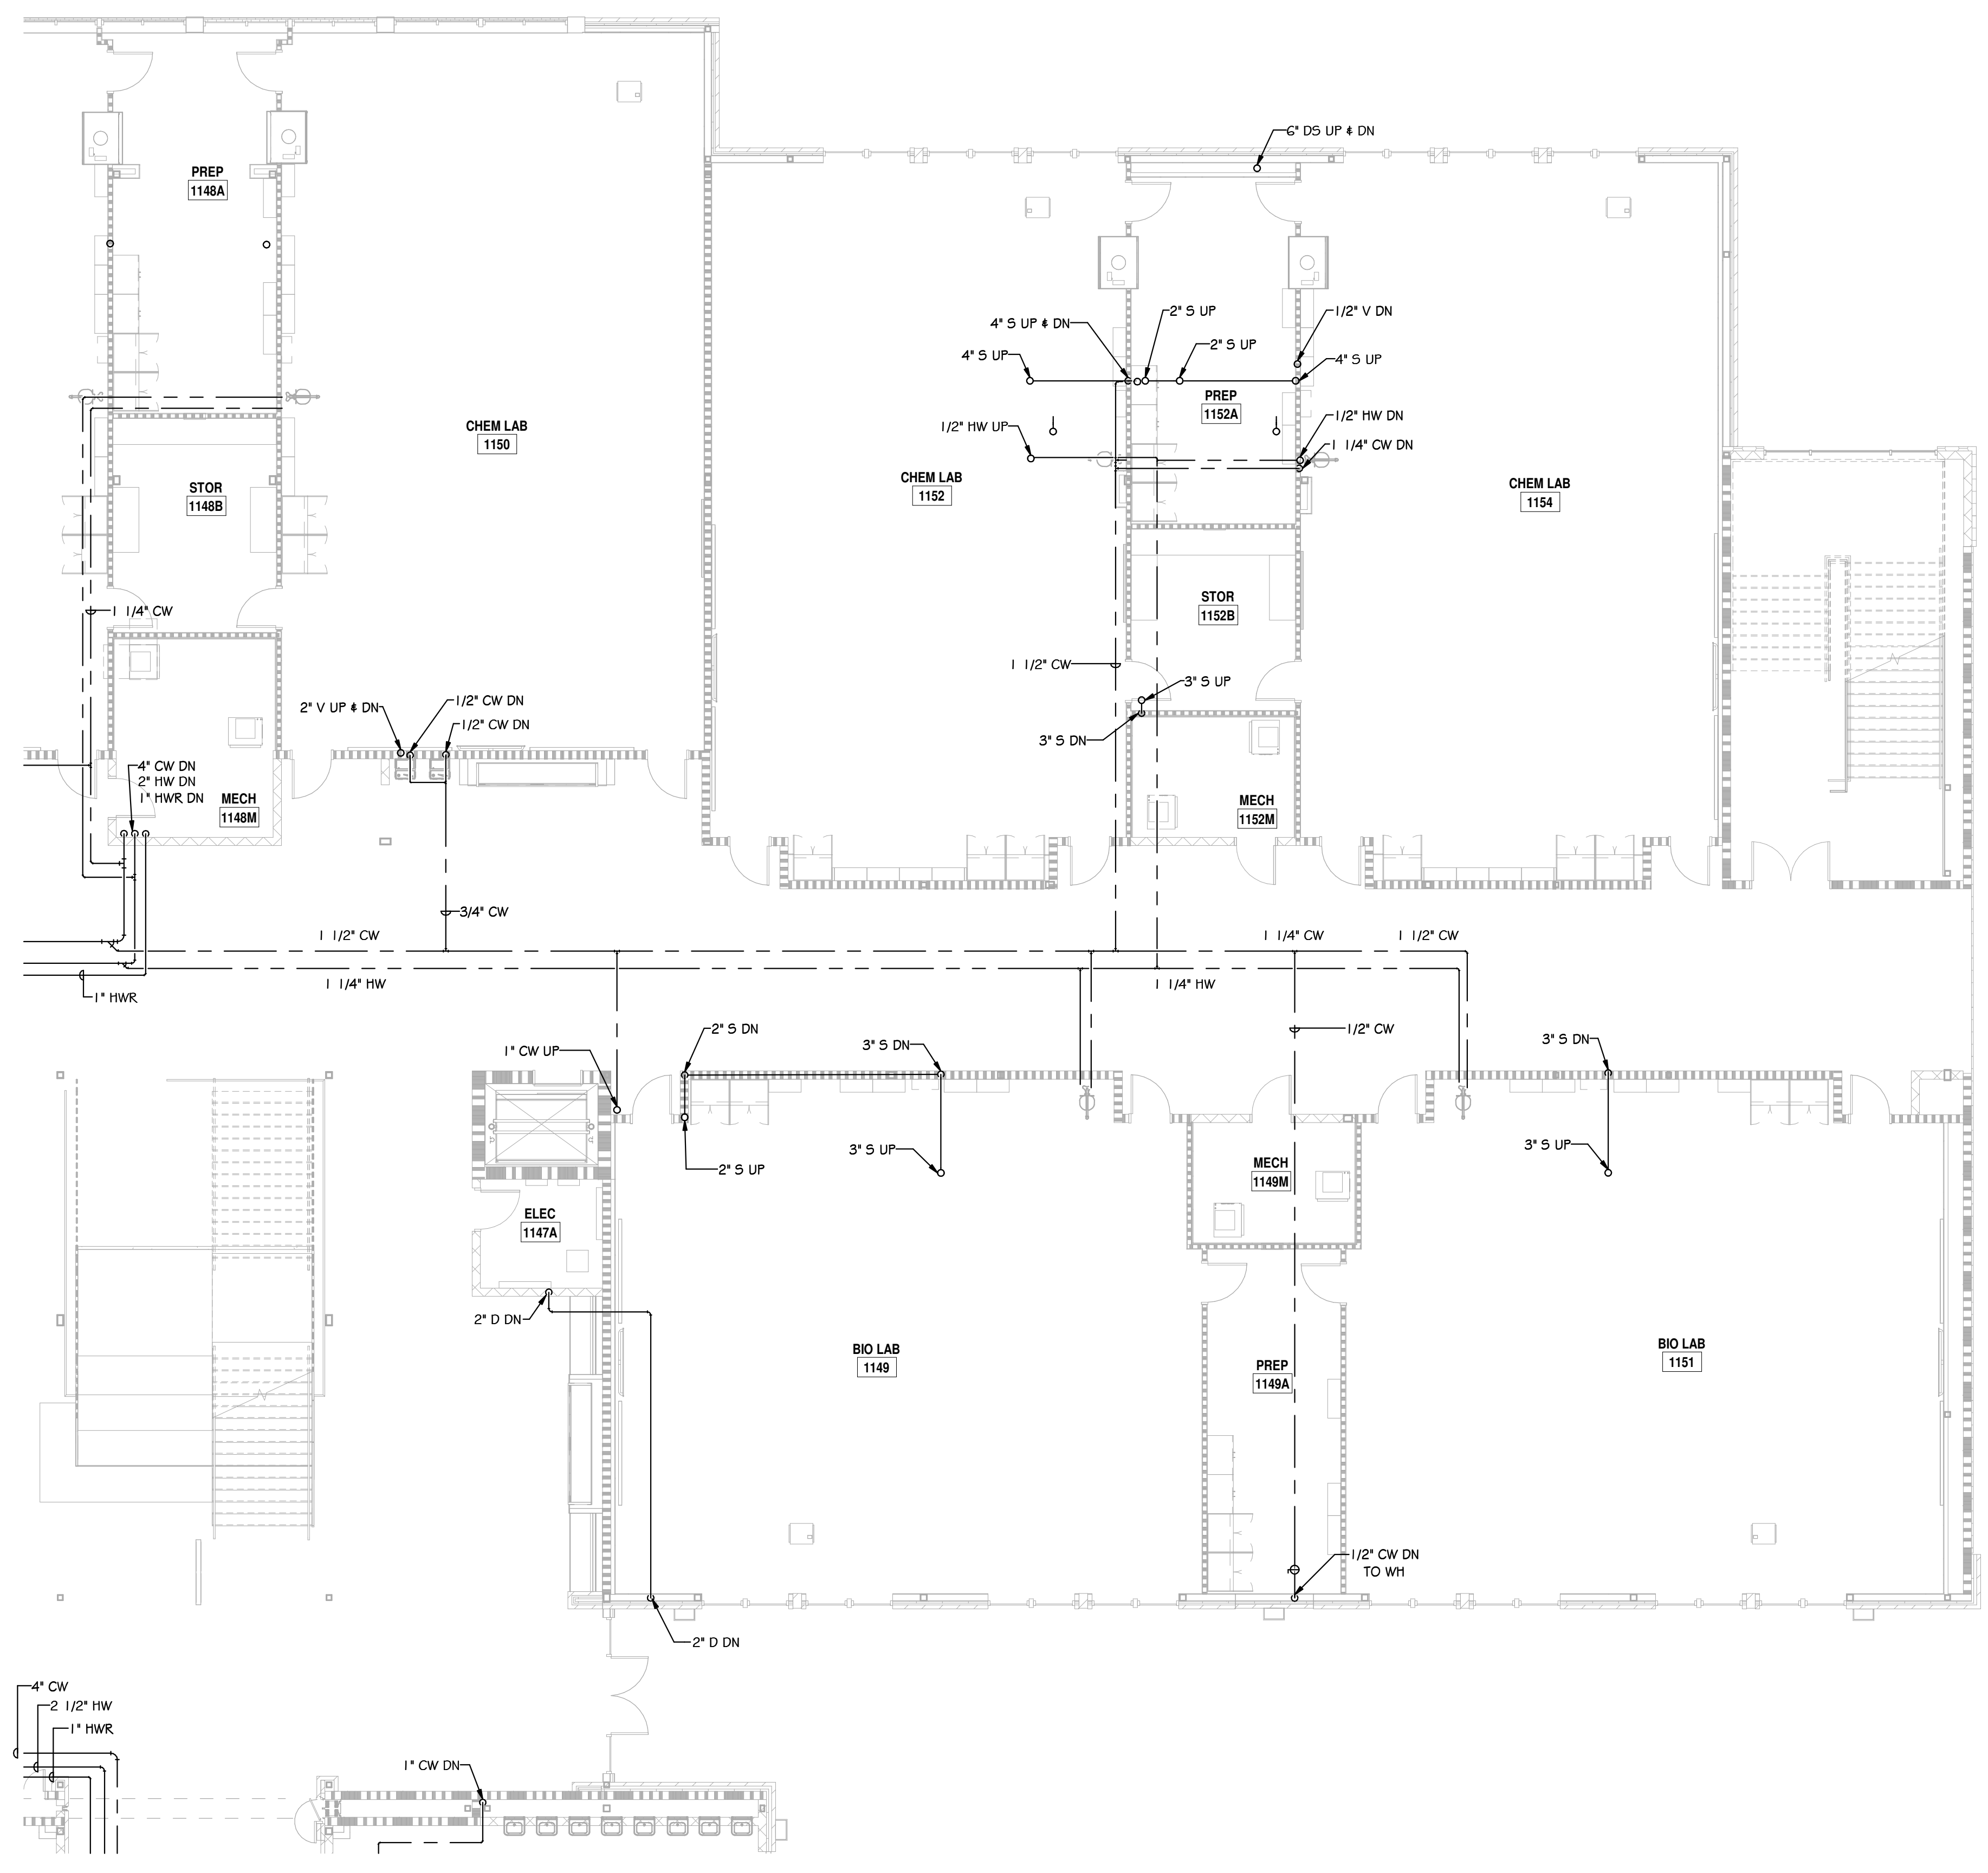 6" DS UP & DN
PREP
1148A
4" S UP & DN
2" S UP
1/2" V DN
4" S UP
2" S UP
4" S UP
PREP
1152A
CHEM LAB
1150
1/2" HW UP
1/2" HW DN
1 1/4" CW DN
CHEM LAB
1152
CHEM LAB
1154
STOR
1148B
STOR
1152B
1 1/4" CW
1 1/2" CW
3" S UP
3" S DN
2" V UP & DN
1/2" CW DN
1/2" CW DN
4" CW DN
2" HW DN
1" HWR DN
MECH
1148M
MECH
1152M
3/4" CW
1 1/2" CW
1 1/4" CW
1 1/2" CW
1 1/4" HW
1 1/4" HW
1" HWR
2" S DN
1/2" CW
1" CW UP
3" S DN
3" S DN
2" S UP
3" S UP
3" S UP
MECH
1149M
ELEC
1147A
2" D DN
BIO LAB
1149
PREP
1149A
BIO LAB
1151
1/2" CW DN
TO WH
2" D DN
4" CW
2 1/2" HW
1" HWR
1" CW DN